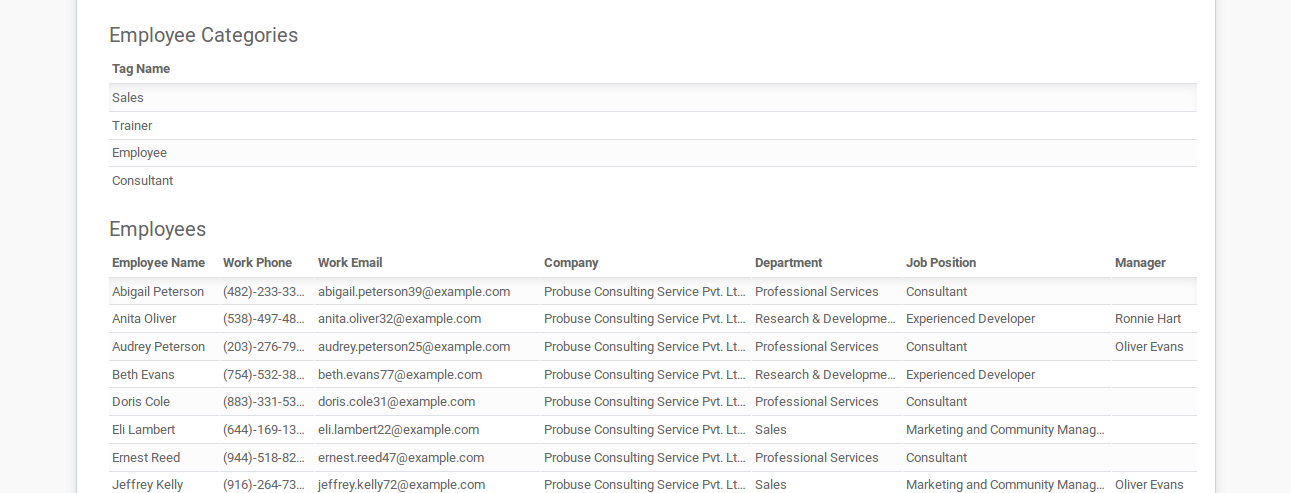 Employee Categories
Tag Name
Sales
Trainer
Employee
Consultant
Employees
Employee Name Work Phone Work Email Company Department Job Position Manager
Abigail Peterson (482)-233-33... abigail.peterson39@example.com Probuse Consulting Service Pvt. Lt... Professional Services Consultant
Anita Oliver (538)-497-48... anita.oliver32@example.com Probuse Consulting Service Pvt. Lt... Research & Developme... Experienced Developer Ronnie Hart
Audrey Peterson (203)-276-79... audrey.peterson25@example.com Probuse Consulting Service Pvt. Lt... Professional Services Consultant Oliver Evans
Beth Evans (754)-532-38... beth.evans77@example.com Probuse Consulting Service Pvt. Lt... Research & Developme... Experienced Developer
Doris Cole (883)-331-53... doris.cole31@example.com Probuse Consulting Service Pvt. Lt... Professional Services Consultant
Eli Lambert (644)-169-13... eli.lambert22@example.com Probuse Consulting Service Pvt. Lt... Sales Marketing and Community Manag...
Ernest Reed (944)-518-82... ernest.reed47@example.com Probuse Consulting Service Pvt. Lt... Professional Services Consultant
Jeffrey Kelly (916)-264-73... jeffrey.kelly72@example.com Probuse Consulting Service Pvt. Lt... Sales Marketing and Community Manag... Oliver Evans